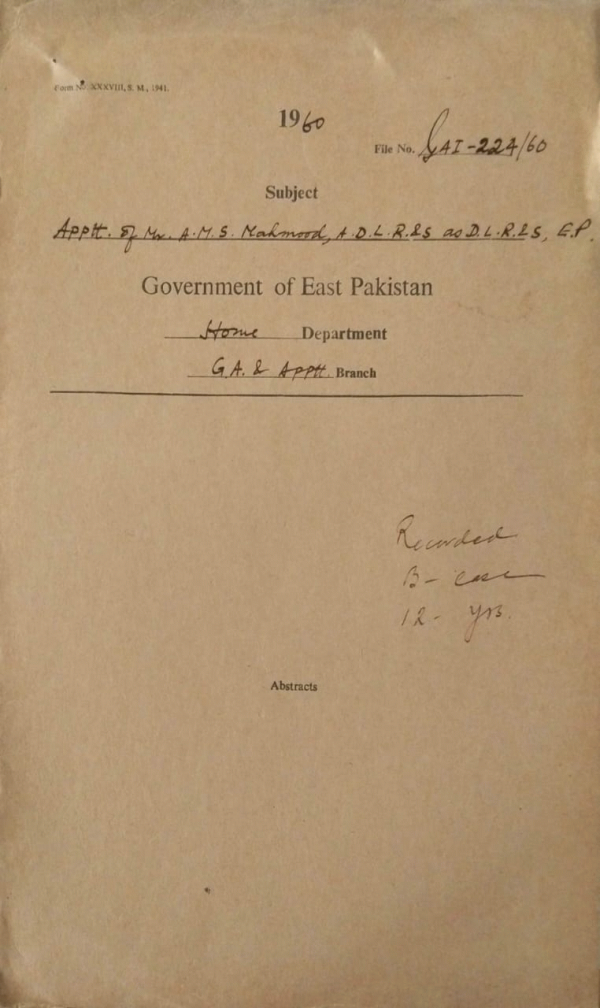 Form No. XXXVIII, S. M., 1941.
1960
File No. GAI-224/60
Subject
Apptt. of Mr. A.M.S. Mahmood, A.D.L.R.&S as D.L.R.&S, E.P.
Government of East Pakistan
Home Department
G.A. & Apptt. Branch
Recorded
B- case
12- yrs.
Abstracts